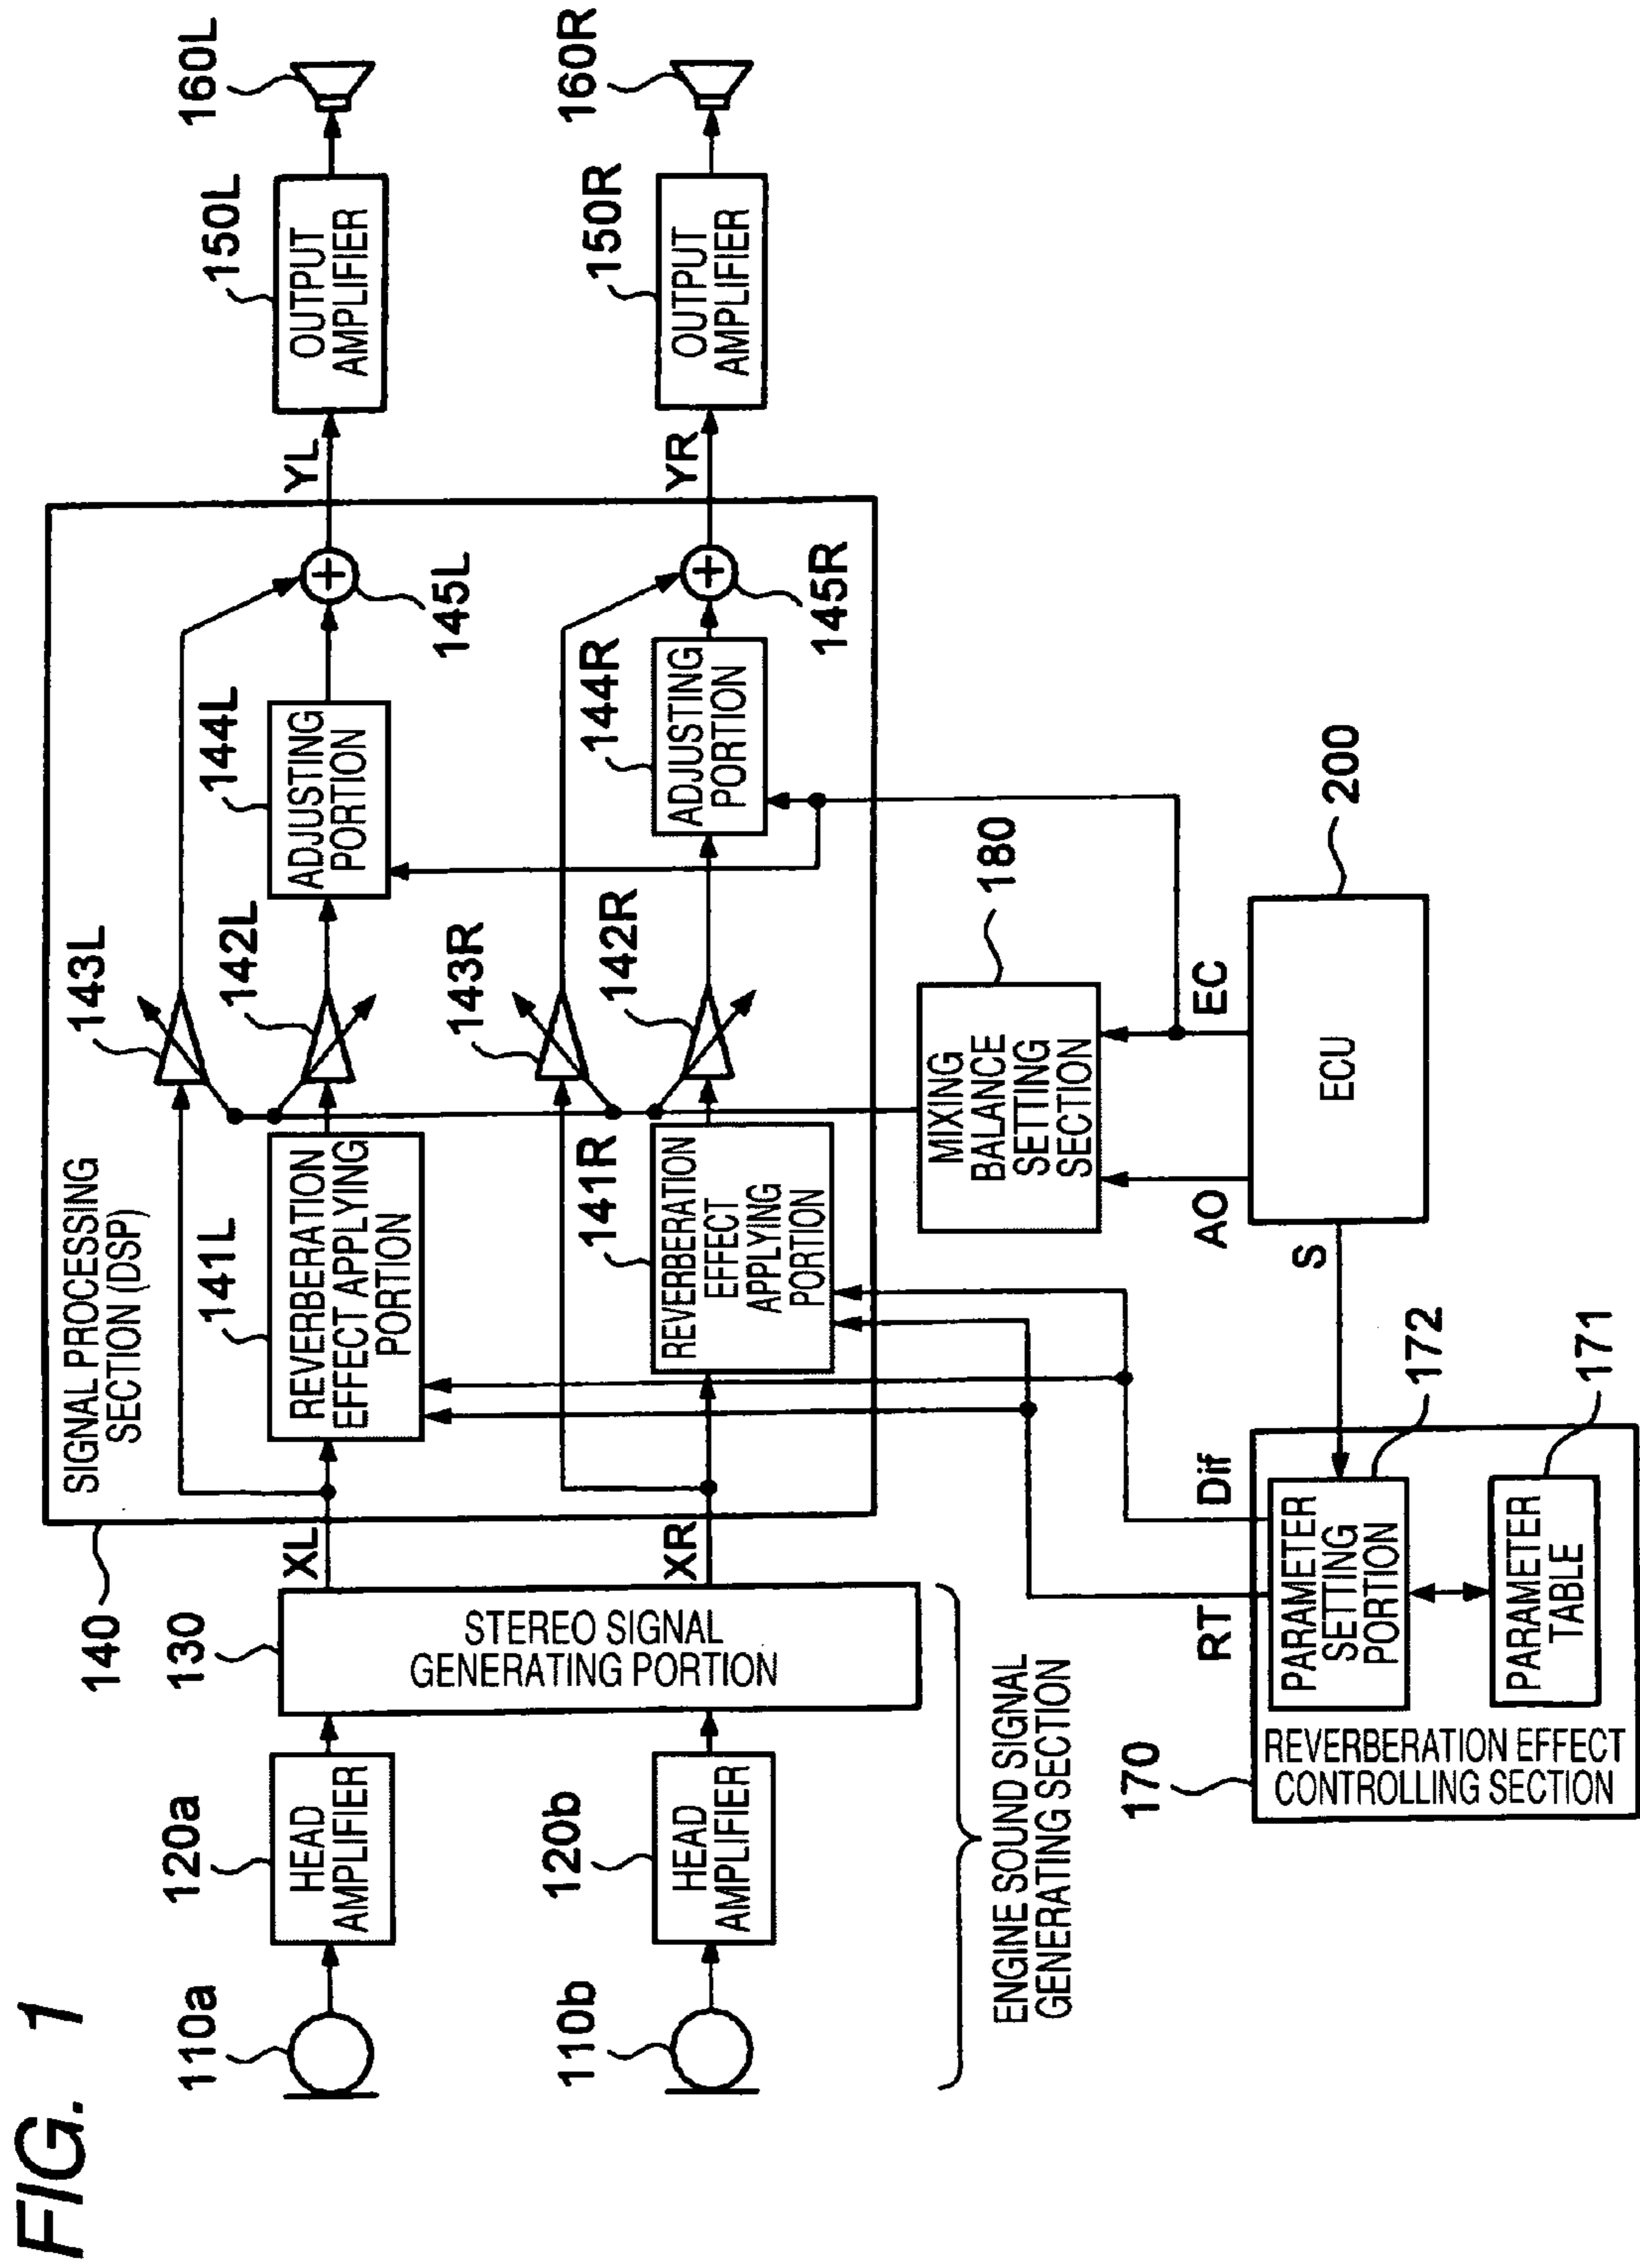 FIG. 1
110a
120a
HEAD
AMPLIFIER
110b
120b
HEAD
AMPLIFIER
130
STEREO SIGNAL
GENERATING PORTION
ENGINE SOUND SIGNAL
GENERATING SECTION
XL
XR
140
SIGNAL PROCESSING
SECTION (DSP)
141L
REVERBERATION
EFFECT APPLYING
PORTION
143L
142L
144L
ADJUSTING
PORTION
145L
141R
REVERBERATION
EFFECT
APPLYING
PORTION
143R
142R
144R
ADJUSTING
PORTION
145R
YL
YR
150L
OUTPUT
AMPLIFIER
160L
150R
OUTPUT
AMPLIFIER
160R
170
REVERBERATION EFFECT
CONTROLLING SECTION
RT
Dif
PARAMETER
SETTING
PORTION
172
PARAMETER
TABLE
171
S
AO
EC
180
MIXING
BALANCE
SETTING
SECTION
ECU
200